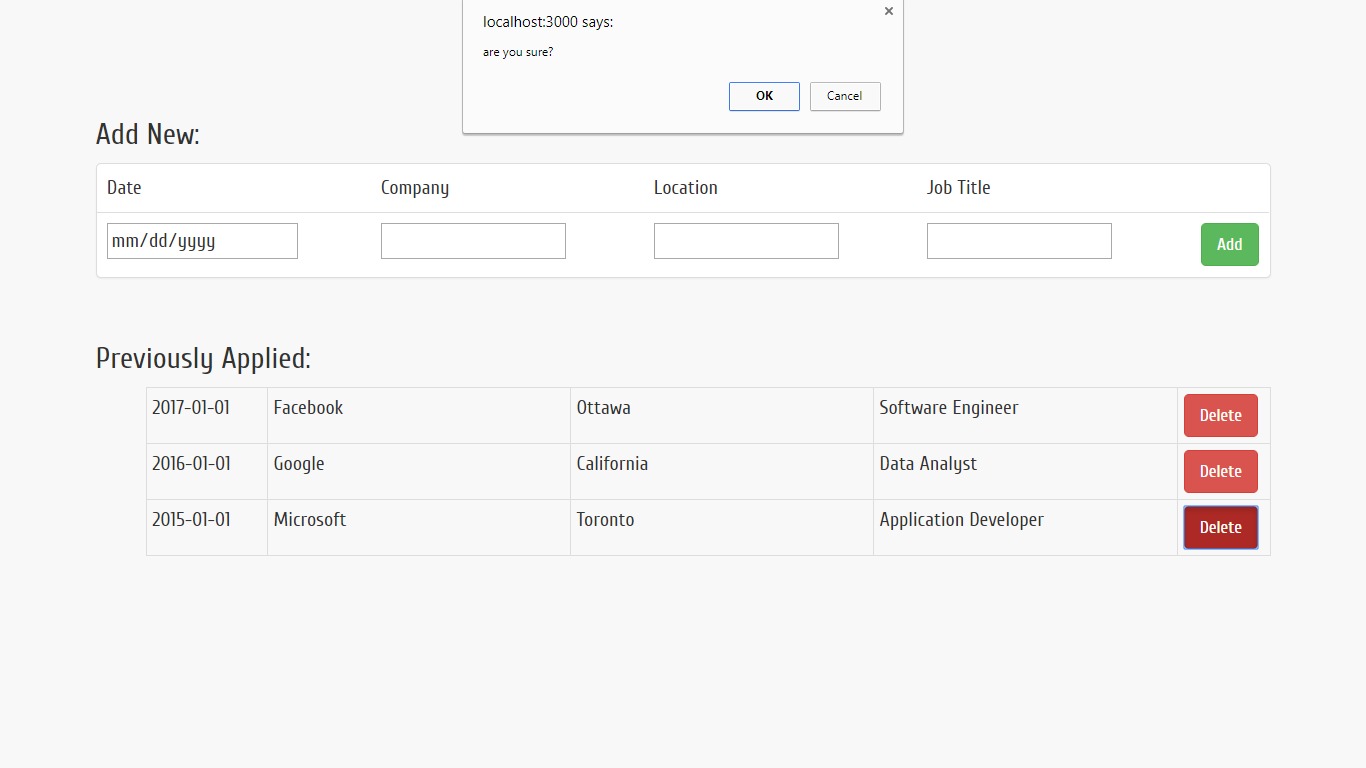 localhost:3000 says:
are you sure?
OK Cancel
Add New:
Date Company Location Job Title
mm/dd/yyyy Add
Previously Applied:
2017-01-01 Facebook Ottawa Software Engineer Delete
2016-01-01 Google California Data Analyst Delete
2015-01-01 Microsoft Toronto Application Developer Delete